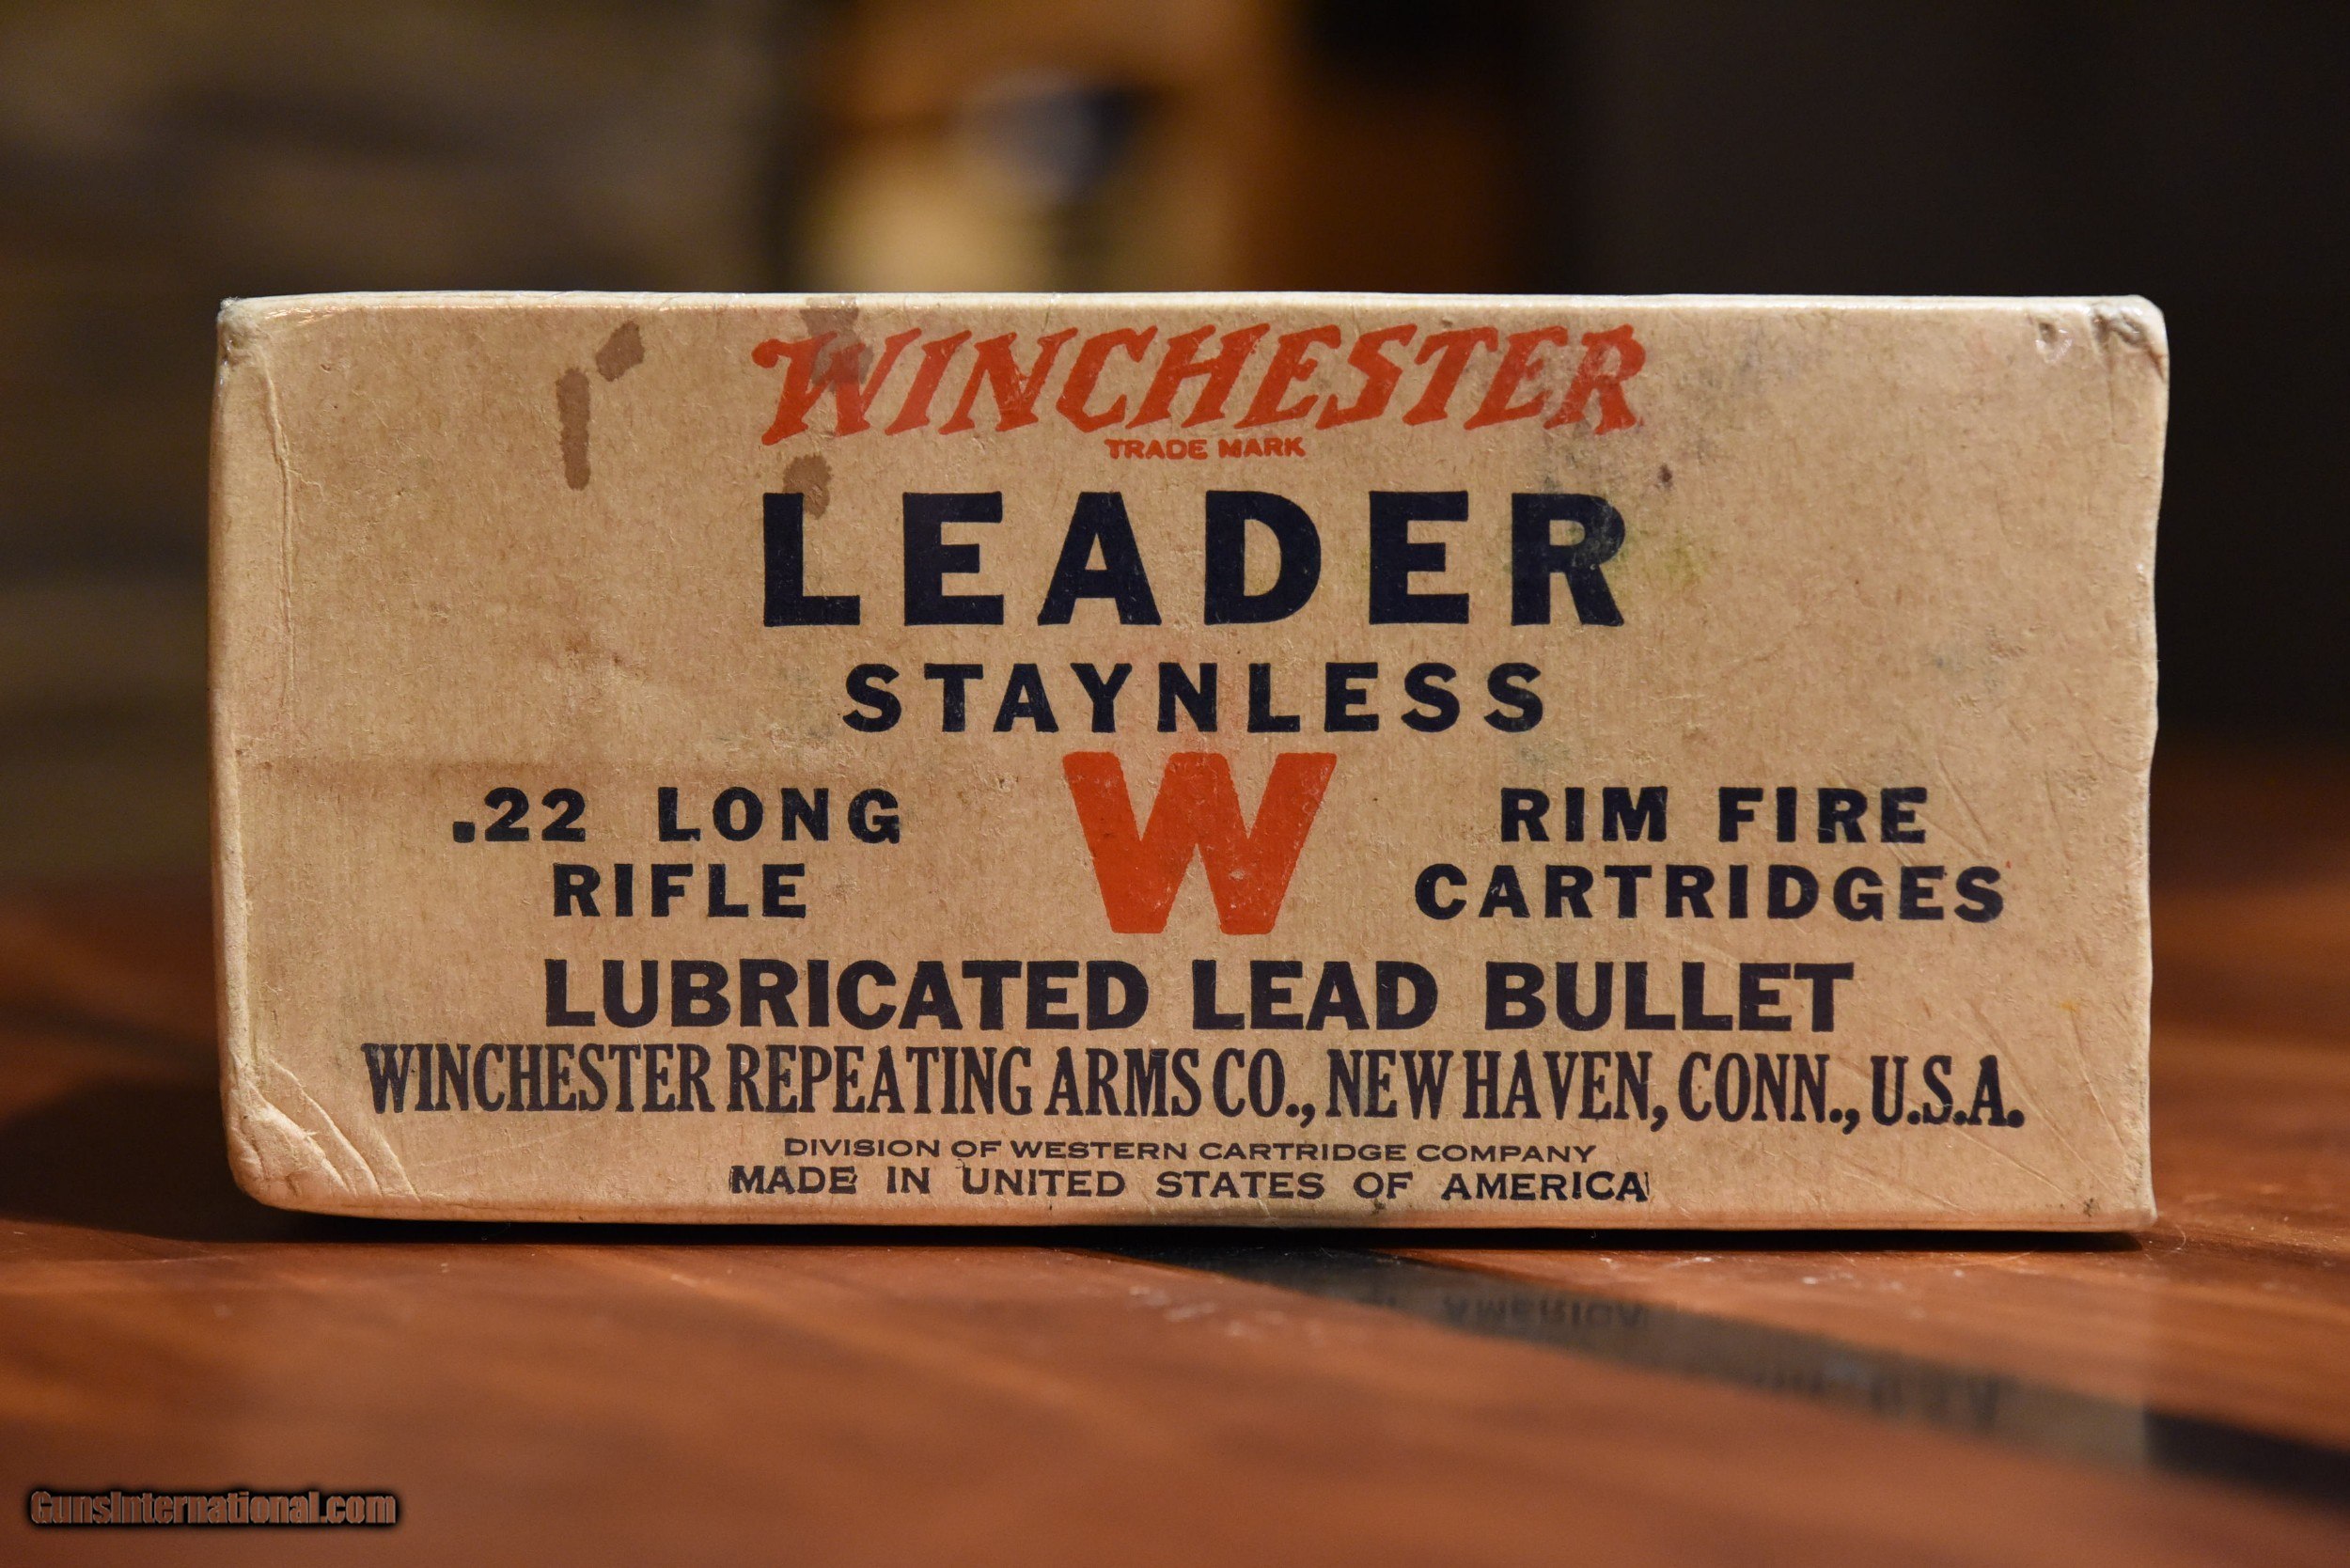 WINCHESTER
TRADE MARK
LEADER
STAYNLESS
.22 LONG
RIFLE
W
RIM FIRE
CARTRIDGES
LUBRICATED LEAD BULLET
WINCHESTER REPEATING ARMS CO., NEW HAVEN, CONN., U.S.A.
DIVISION OF WESTERN CARTRIDGE COMPANY
MADE IN UNITED STATES OF AMERICA
GunsInternational.com